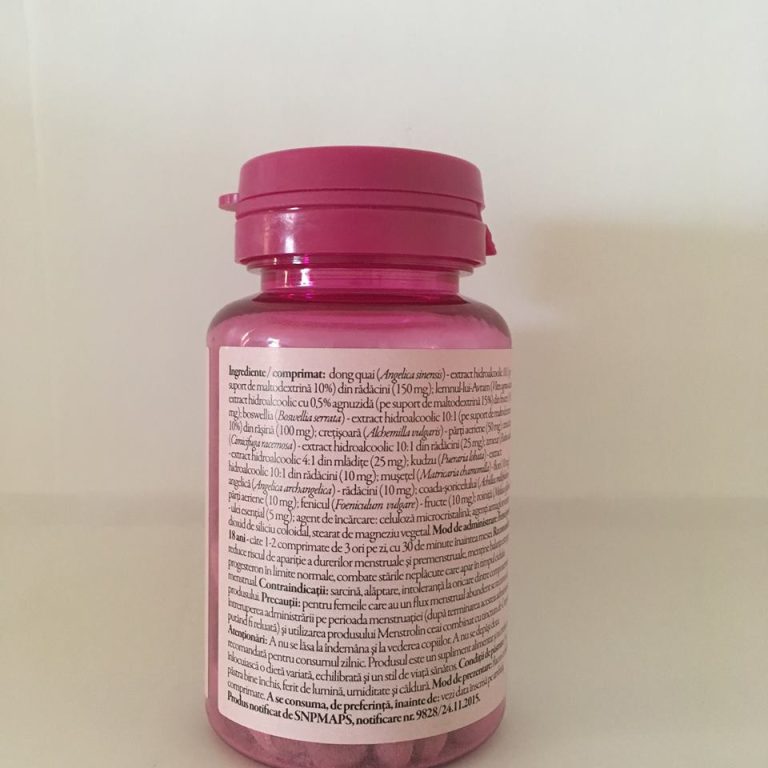 Ingrediente / comprimat: dong quai (Angelica sinensis) - extract hidroalcoolic
suport de maltodextrină 10%) din rădăcini (150 mg); lemnul-lui-Avram (Vitex
extract hidroalcoolic cu 0,5% agnuzidă (pe suport de maltodextrină 15%) din
mg); boswellia (Boswellia serrata) - extract hidroalcoolic 10:1 (pe suport de maltodextrină
10%) din rășină (100 mg); crețișoară (Alchemilla vulgaris) - părți aeriene (50 mg);
(Cimicifuga racemosa) - extract hidroalcoolic 10:1 din rădăcini (25 mg);
- extract hidroalcoolic 4:1 din mlădițe (25 mg); kudzu (Pueraria lobata) - extract
hidroalcoolic 10:1 din rădăcini (10 mg); mușețel (Matricaria chamomilla) - flori
angelică (Angelica archangelica) - rădăcini (10 mg); coada-șoricelului (Achillea
părți aeriene (10 mg); fenicul (Foeniculum vulgare) - fructe (10 mg); roiniță
- ulei esențial (5 mg); agent de încărcare: celuloză microcristalină;
dioxid de siliciu coloidal, stearat de magneziu vegetal. Mod de administrare:
18 ani - câte 1-2 comprimate de 3 ori pe zi, cu 30 de minute înaintea mesei.
reduce riscul de apariție a durerilor menstruale și premenstruale, menține
progesteron în limite normale, combate stările neplăcute care apar în timpul
menstrual. Contraindicații: sarcină, alăptare, intoleranță la oricare dintre
produsului. Precauții: pentru femeile care au un flux menstrual abundent se
întreruperea administrării pe perioada menstruației (după terminarea acesteia
putând fi reluată) și utilizarea produsului Menstrolin ceai combinat cu
Atenționări: A nu se lăsa la îndemâna și la vederea copiilor. A nu se depăși
recomandată pentru consumul zilnic. Produsul este un supliment alimentar
înlocuiască o dietă variată, echilibrată și un stil de viață sănătos. Condiții de păstrare:
păstra bine închis, ferit de lumină, umiditate și căldură. Mod de prezentare:
comprimate. A se consuma, de preferință, înainte de: vezi data înscrisă pe
Produs notificat de SNPMAPS, notificare nr. 9828/24.11.2015.